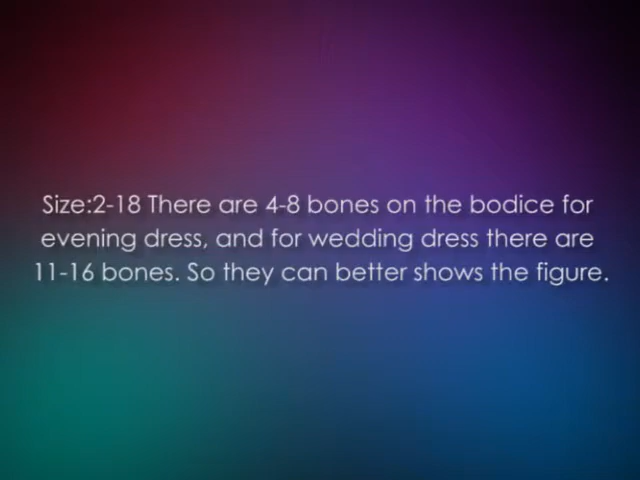 Size:2-18 There are 4-8 bones on the bodice for
evening dress, and for wedding dress there are
11-16 bones. So they can better shows the figure.